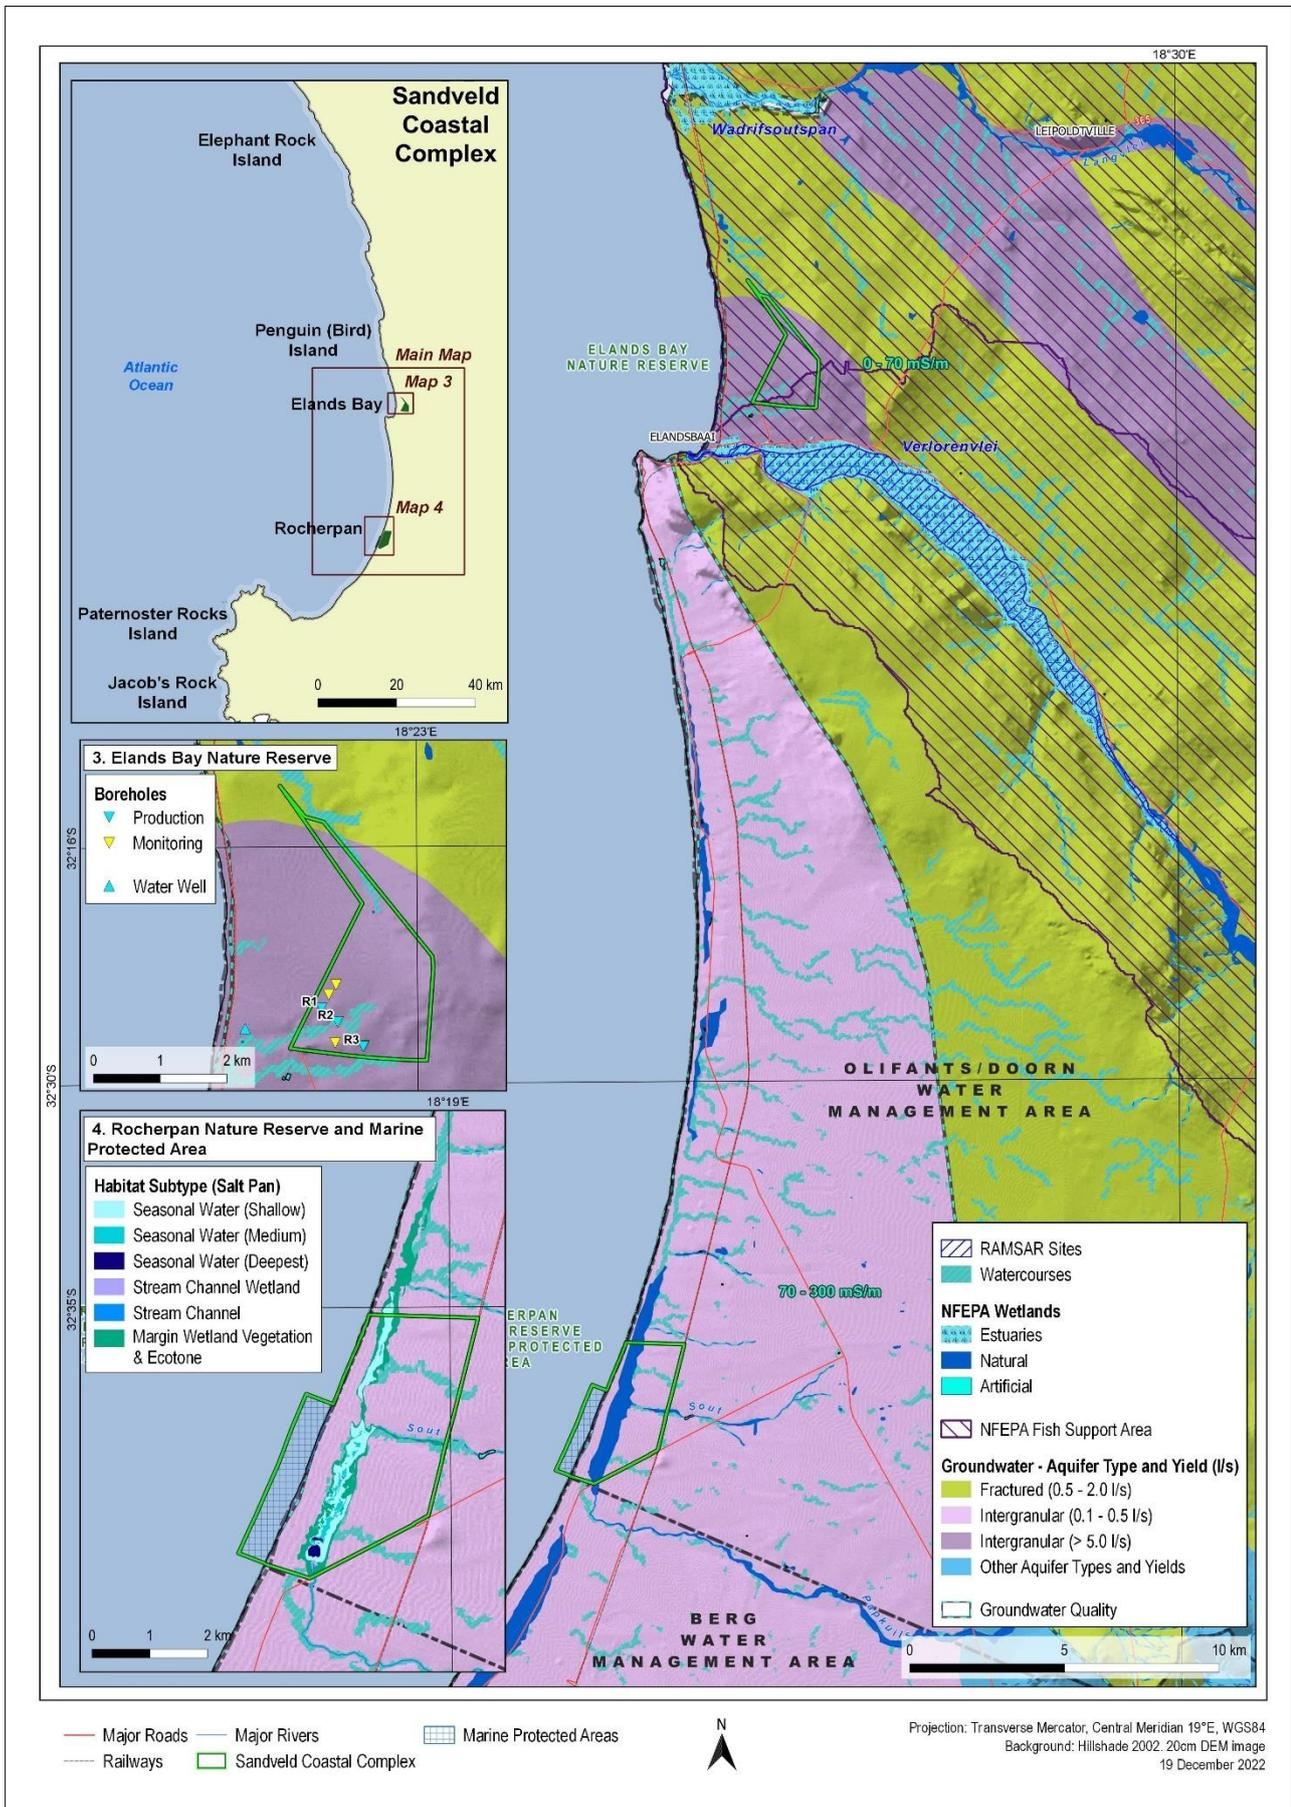 18°30'E
Sandveld
Coastal
Complex
Elephant Rock
Island
Penguin (Bird)
Island
Main Map
Atlantic
Ocean
Map 3
Elands Bay
Map 4
Rocherpan
Paternoster Rocks
Island
Jacob's Rock
Island
0 20 40 km
Wadrifsoutspan
LEIPOLDTVILLE
365
Langvlei
ELANDS BAY
NATURE RESERVE
0 - 70 mS/m
ELANDSBAAI
Verlorenvlei
18°23'E
3. Elands Bay Nature Reserve
Boreholes
Production
Monitoring
Water Well
32°16'S
R1
R2
R3
0 1 2 km
32°30'S
OLIFANTS/DOORN
WATER
MANAGEMENT AREA
18°19'E
4. Rocherpan Nature Reserve and Marine
Protected Area
Habitat Subtype (Salt Pan)
Seasonal Water (Shallow)
Seasonal Water (Medium)
Seasonal Water (Deepest)
Stream Channel Wetland
Stream Channel
Margin Wetland Vegetation
& Ecotone
32°35'S
Sout
0 1 2 km
ERPAN
RESERVE
PROTECTED
EA
70 - 300 mS/m
Sout
BERG
WATER
MANAGEMENT AREA
Papkuils
RAMSAR Sites
Watercourses
NFEPA Wetlands
Estuaries
Natural
Artificial
NFEPA Fish Support Area
Groundwater - Aquifer Type and Yield (l/s)
Fractured (0.5 - 2.0 l/s)
Intergranular (0.1 - 0.5 l/s)
Intergranular (> 5.0 l/s)
Other Aquifer Types and Yields
Groundwater Quality
0 5 10 km
Major Roads
Major Rivers
Marine Protected Areas
Railways
Sandveld Coastal Complex
N
Projection: Transverse Mercator, Central Meridian 19°E, WGS84
Background: Hillshade 2002. 20cm DEM image
19 December 2022